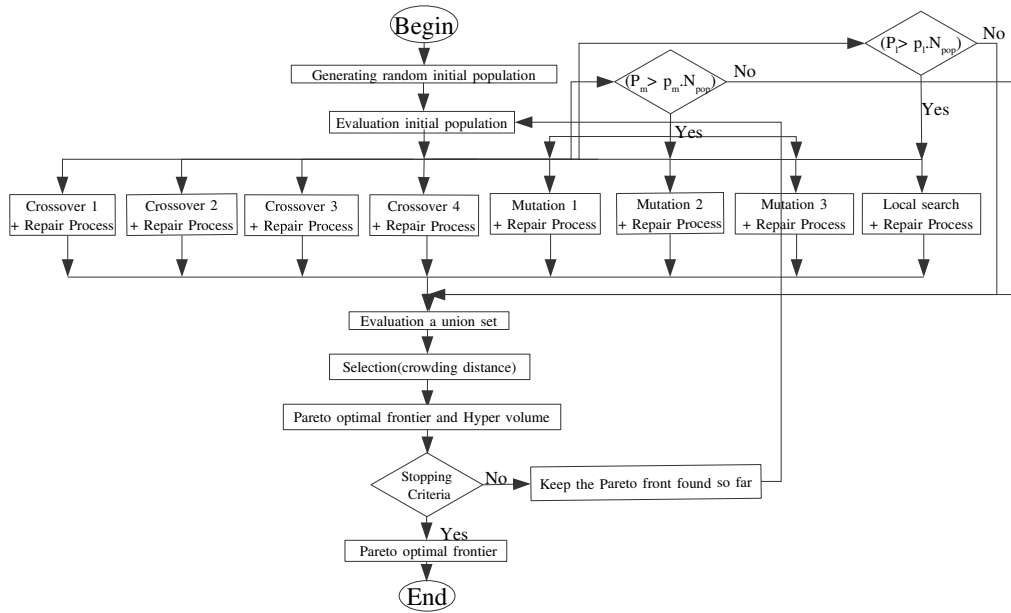 Begin
(P_l> p_l.N_pop)
No
Generating random initial population
(P_m> p_m.N_pop)
No
Evaluation initial population
Yes
Yes
Crossover 1
+ Repair Process
Crossover 2
+ Repair Process
Crossover 3
+ Repair Process
Crossover 4
+ Repair Process
Mutation 1
+ Repair Process
Mutation 2
+ Repair Process
Mutation 3
+ Repair Process
Local search
+ Repair Process
Evaluation a union set
Selection(crowding distance)
Pareto optimal frontier and Hyper volume
Stopping
Criteria
No
Keep the Pareto front found so far
Yes
Pareto optimal frontier
End